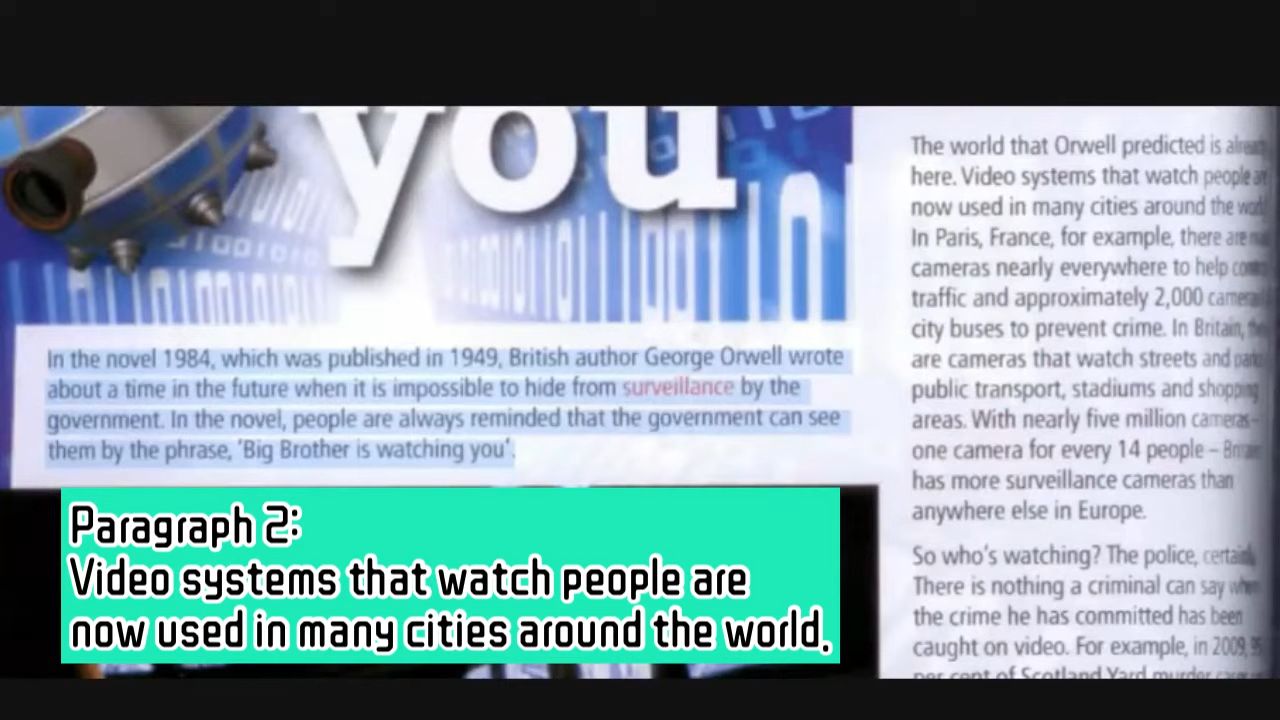 you
In the novel 1984, which was published in 1949, British author George Orwell wrote
about a time in the future when it is impossible to hide from surveillance by the
government. In the novel, people are always reminded that the government can see
them by the phrase, 'Big Brother is watching you'.
Paragraph 2:
Video systems that watch people are
now used in many cities around the world.
The world that Orwell predicted is
here. Video systems that watch people
now used in many cities around the
In Paris, France, for example, there are
cameras nearly everywhere to help
traffic and approximately 2,000
city buses to prevent crime. In Britain,
are cameras that watch streets and
public transport, stadiums and shopping
areas. With nearly five million cameras–
one camera for every 14 people –
has more surveillance cameras than
anywhere else in Europe.
So who's watching? The police,
There is nothing a criminal can say
the crime he has committed has been
caught on video. For example, in 2009,
per cent of Scotland Yard murder